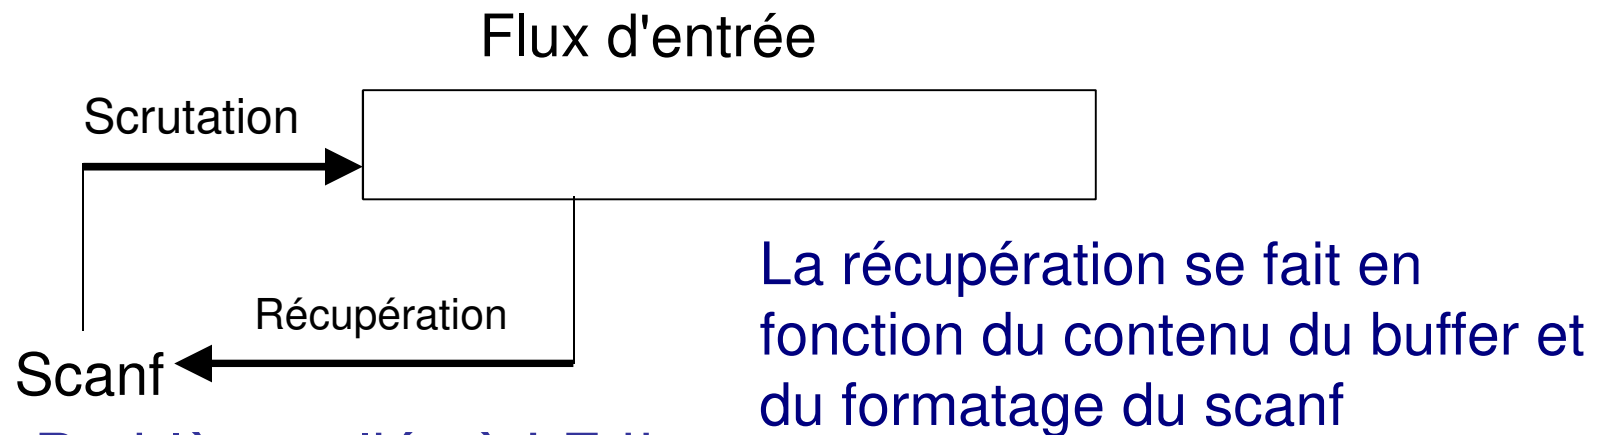 Flux d'entrée
Scrutation
Récupération
Scanf
La récupération se fait en
fonction du contenu du buffer et
du formatage du scanf